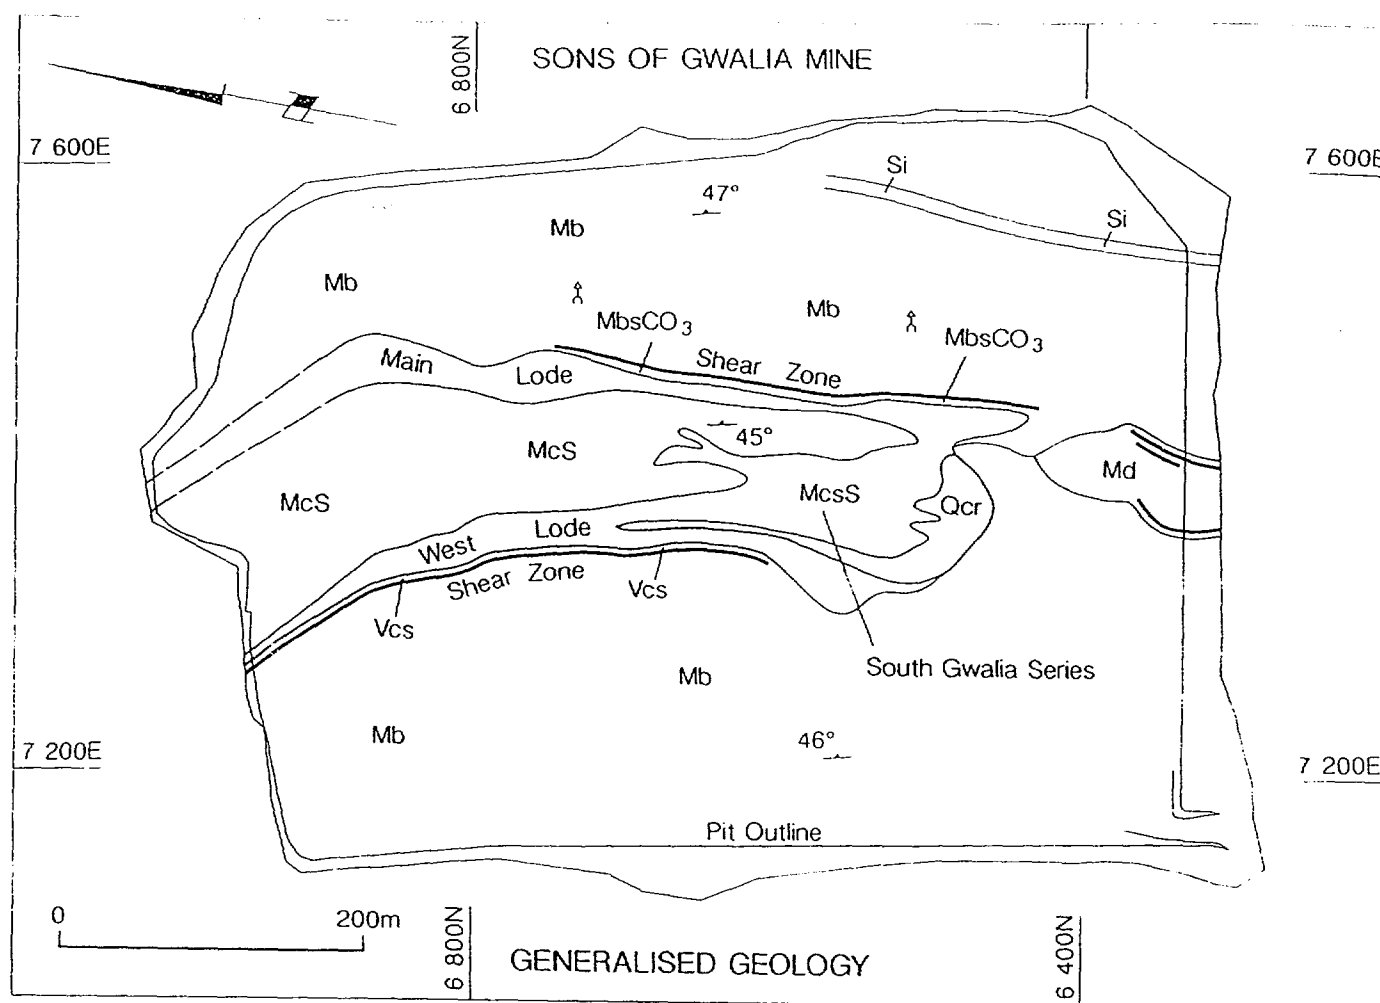 SONS OF GWALIA MINE
6 800N
7 600E
7 600E
Si
Si
47°
Mb
Mb
Mb
MbsCO3
MbsCO3
Shear Zone
Main Lode
45°
McS
McS
McsS
Qcr
Md
West Lode
Shear Zone
Vcs
Vcs
South Gwalia Series
Mb
Mb
46°
7 200E
7 200E
Pit Outline
0 200m
6 800N
6 400N
GENERALISED GEOLOGY